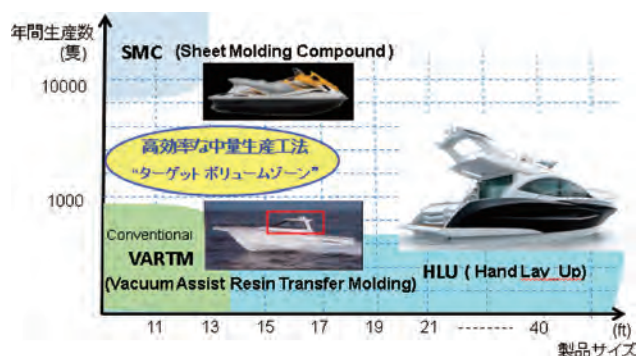 年間生産数
(隻)
SMC (Sheet Molding Compound)
10000
高効率な中量生産工法
“ターゲット ボリュームゾーン”
1000
Conventional
VARTM
(Vacuum Assist Resin Transfer Molding)
HLU ( Hand Lay Up)
11 13 15 17 19 21 -------- 40 (ft)
製品サイズ